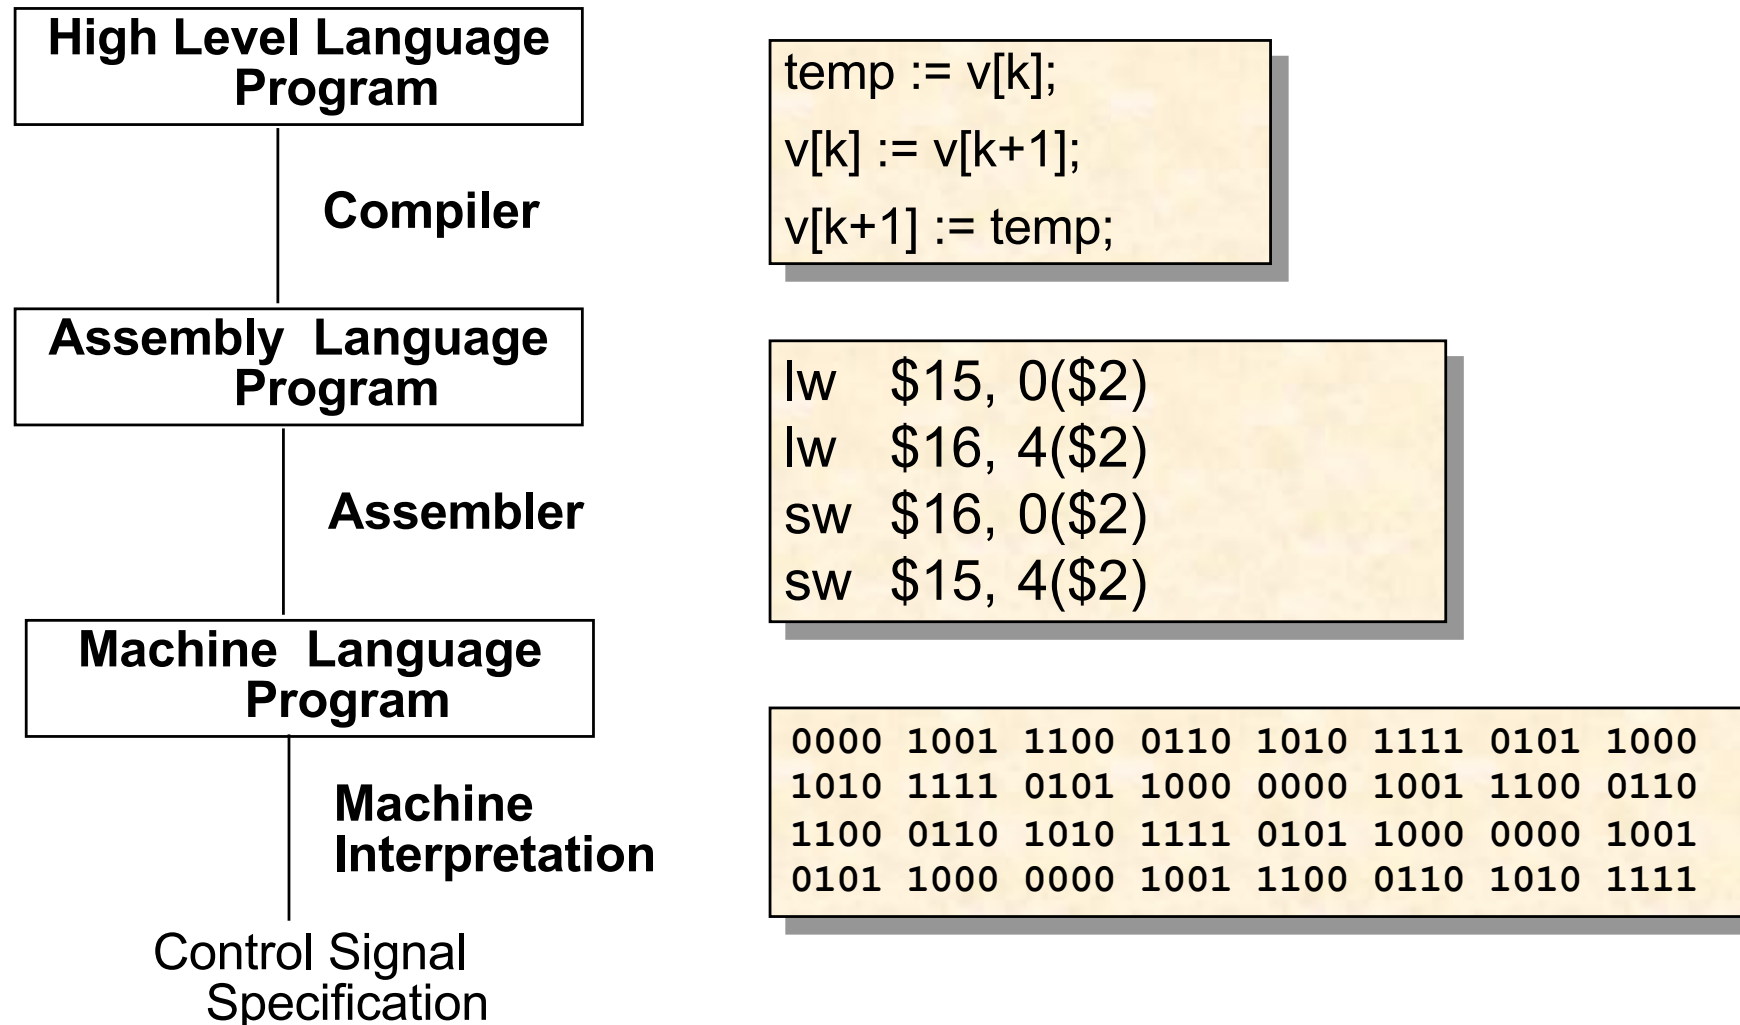 High Level Language
Program
Compiler
Assembly Language
Program
Assembler
Machine Language
Program
Machine
Interpretation
Control Signal
Specification
temp := v[k];
v[k] := v[k+1];
v[k+1] := temp;
lw $15, 0($2)
lw $16, 4($2)
sw $16, 0($2)
sw $15, 4($2)
0000 1001 1100 0110 1010 1111 0101 1000
1010 1111 0101 1000 0000 1001 1100 0110
1100 0110 1010 1111 0101 1000 0000 1001
0101 1000 0000 1001 1100 0110 1010 1111